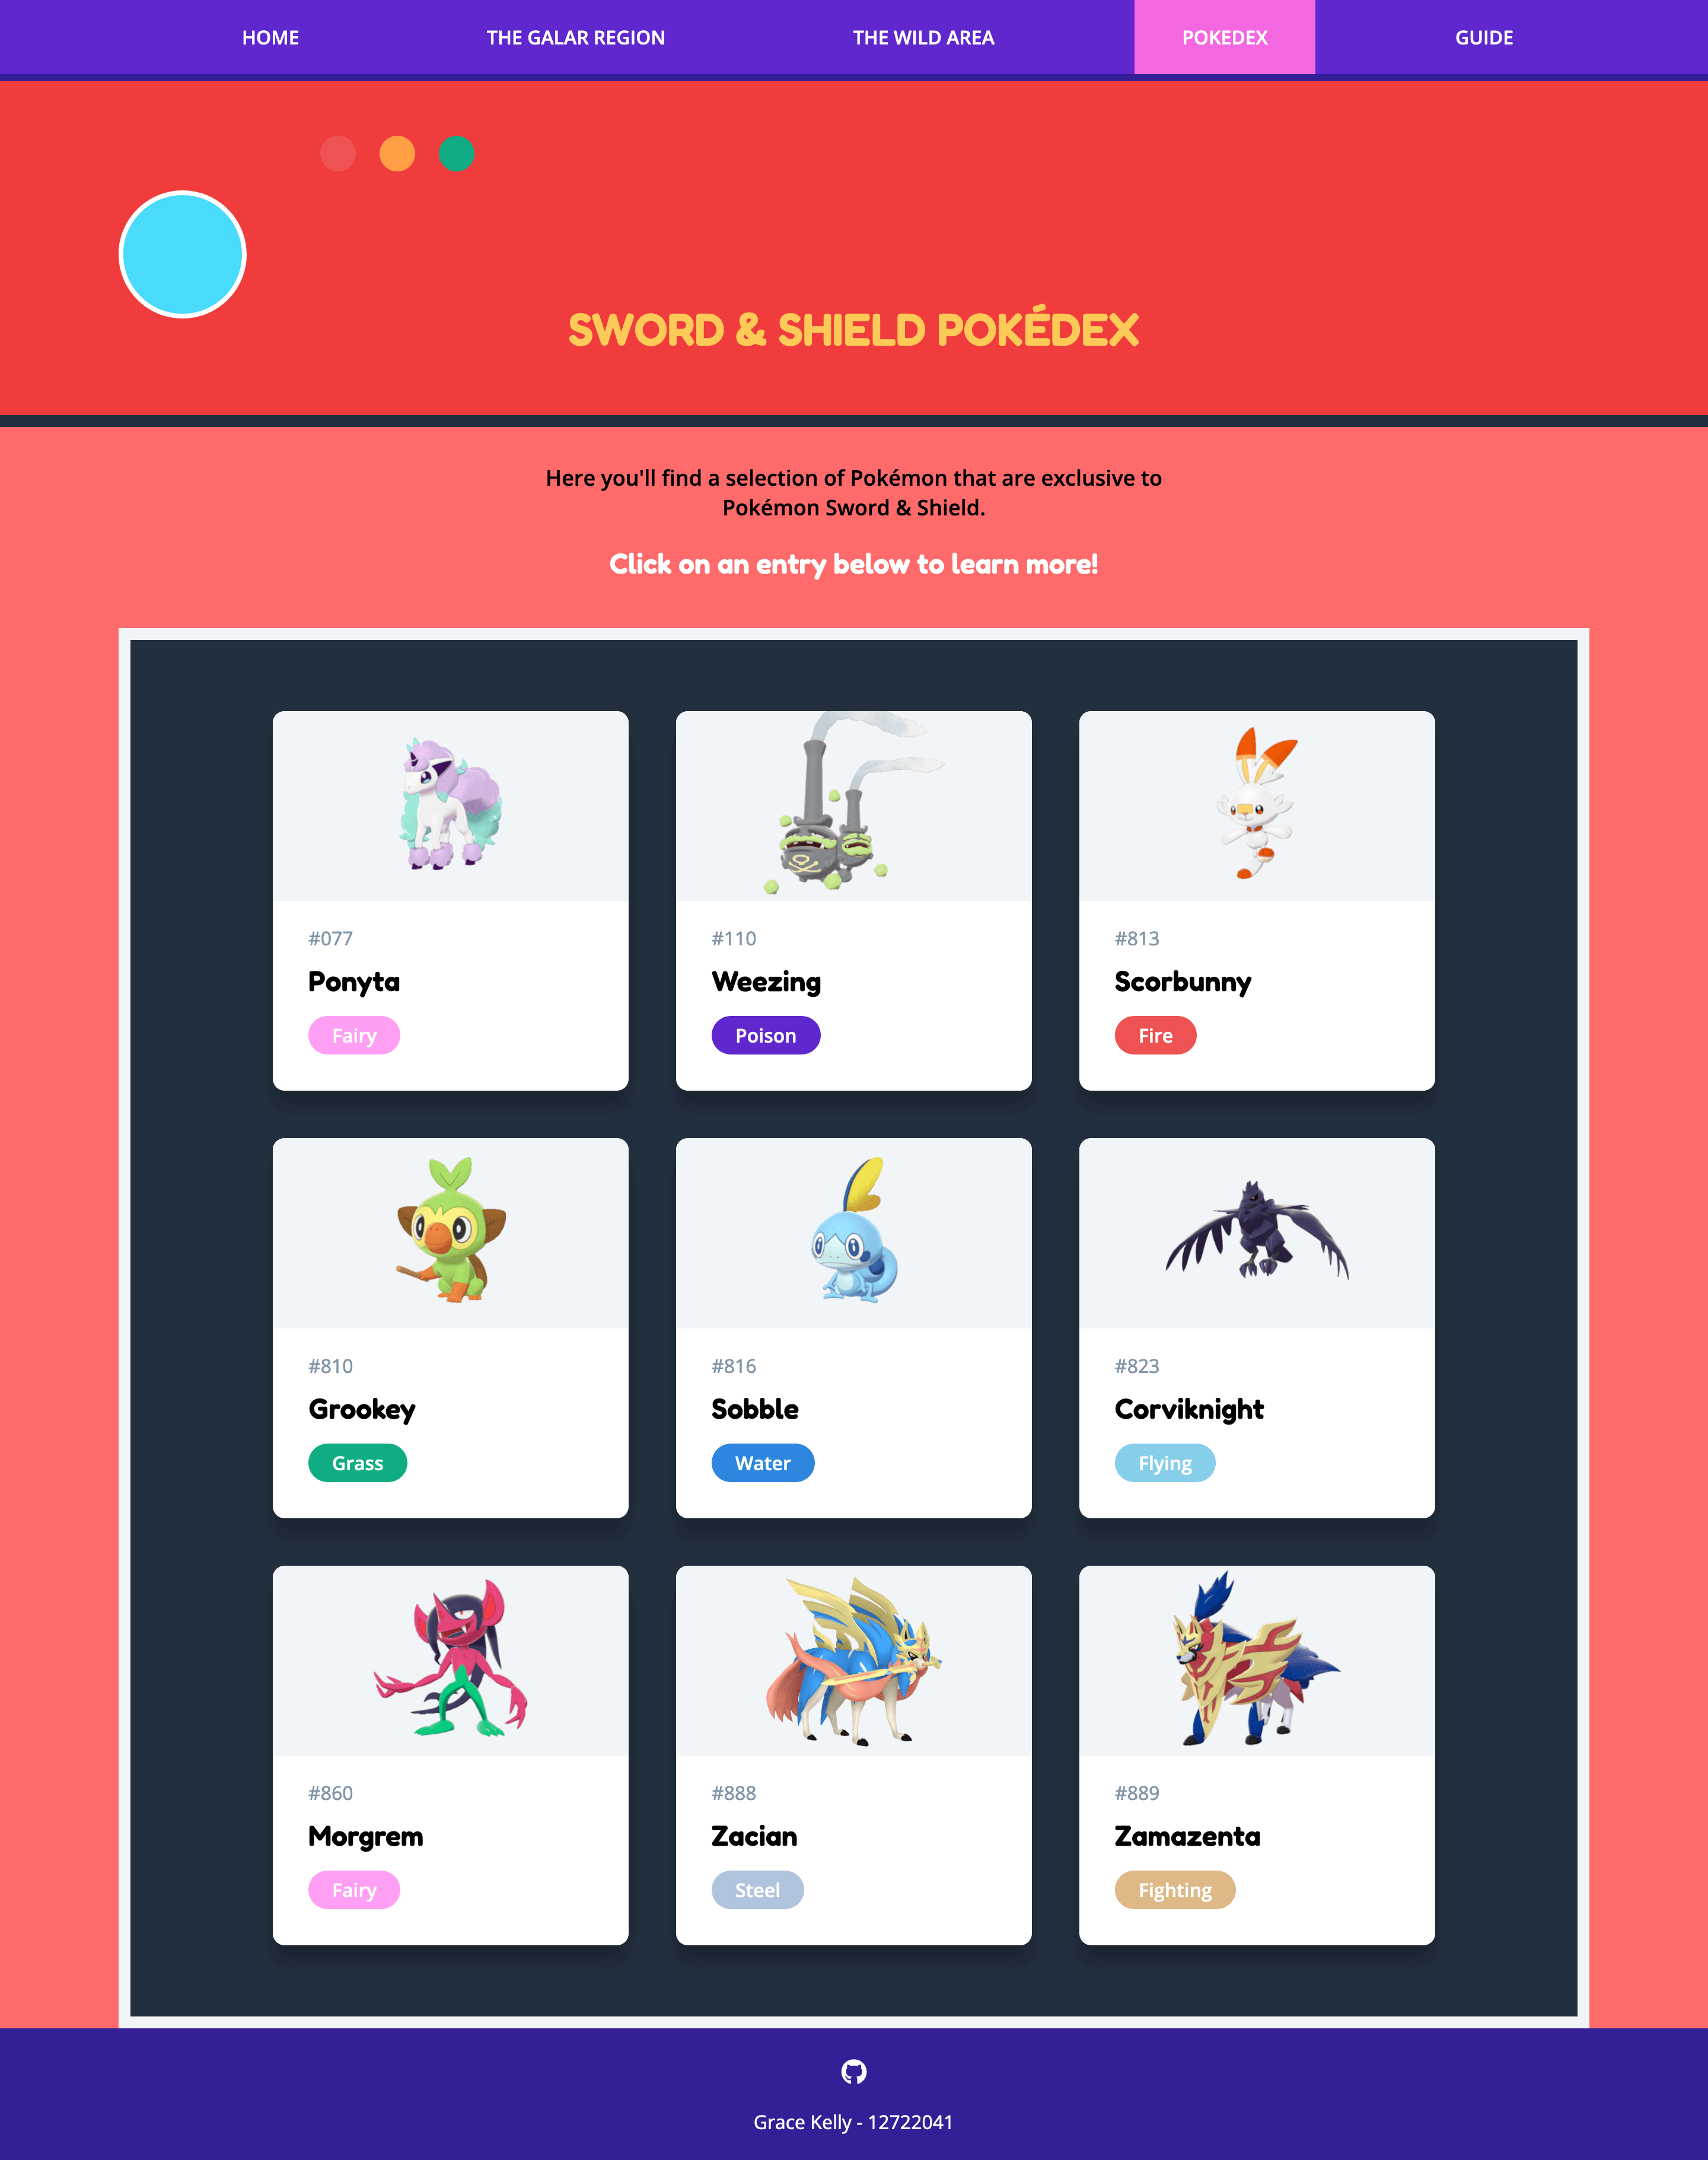 HOME
THE GALAR REGION
THE WILD AREA
POKEDEX
GUIDE
SWORD & SHIELD POKÉDEX
Here you'll find a selection of Pokémon that are exclusive to
Pokémon Sword & Shield.
Click on an entry below to learn more!
#077
Ponyta
Fairy
#110
Weezing
Poison
#813
Scorbunny
Fire
#810
Grookey
Grass
#816
Sobble
Water
#823
Corviknight
Flying
#860
Morgrem
Fairy
#888
Zacian
Steel
#889
Zamazenta
Fighting
Grace Kelly - 12722041